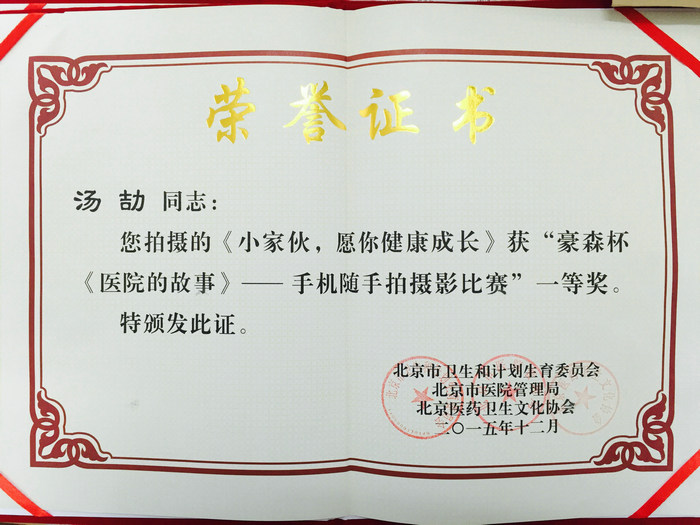 荣誉证书
汤劼 同志：
您拍摄的《小家伙，愿你健康成长》获“豪森杯
《医院的故事》—— 手机随手拍摄影比赛”一等奖。
特颁发此证。
北京市卫生和计划生育委员会
北京市医院管理局
北京医药卫生文化协会
二〇一五年十二月